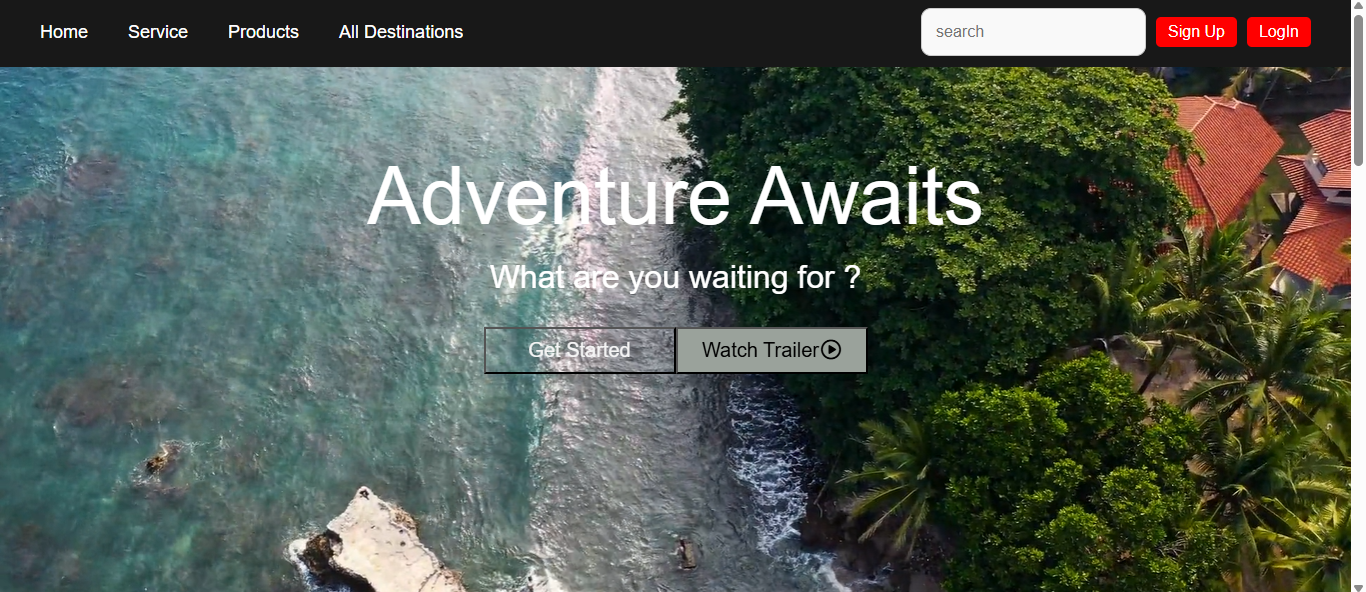 Home Service Products All Destinations search Sign Up LogIn
Adventure Awaits
What are you waiting for ?
Get Started Watch Trailer